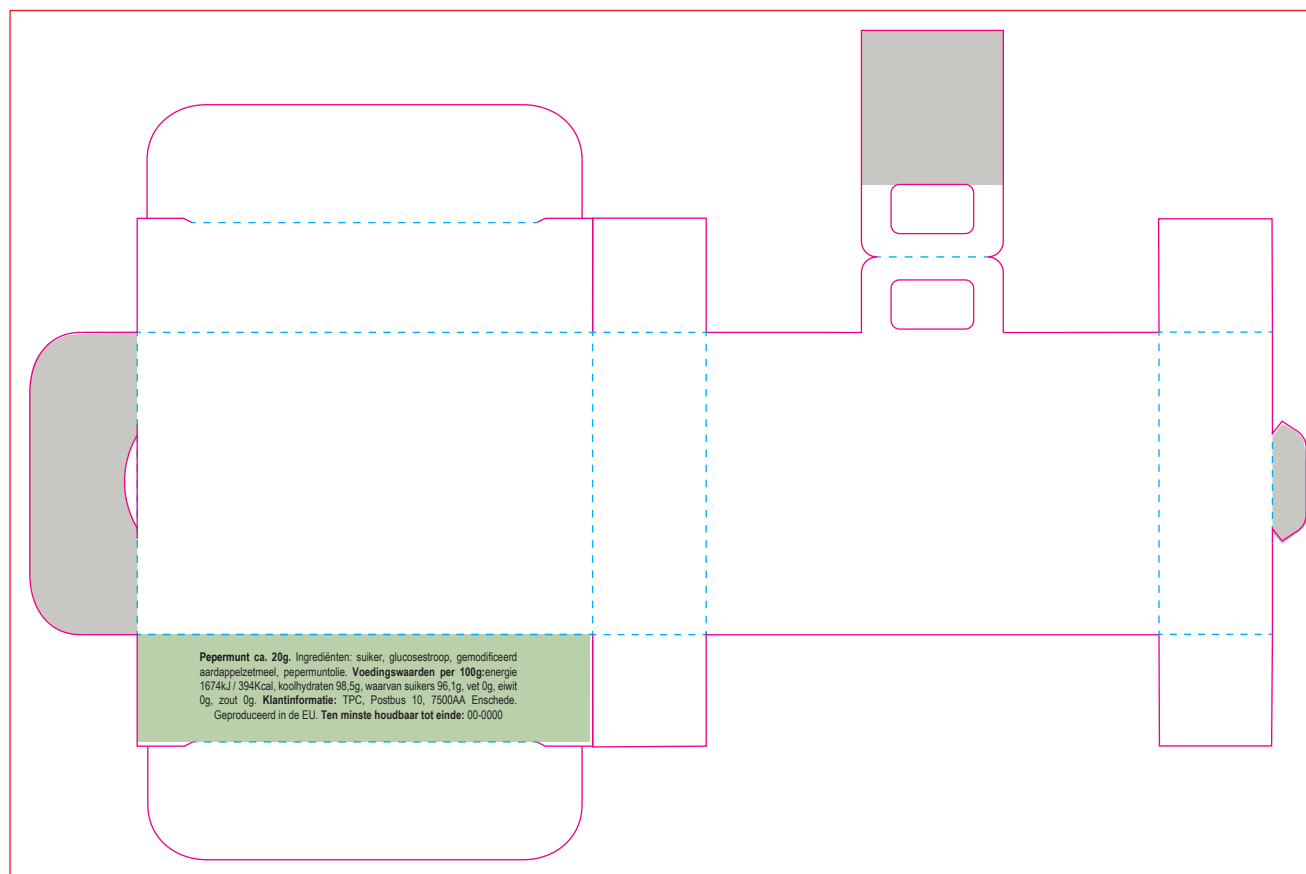 Pepermunt ca. 20g. Ingrediënten: suiker, glucosestroop, gemodificeerd
aardappelzetmeel, pepermuntolie. Voedingswaarden per 100g:energie
1674kJ / 394Kcal, koolhydraten 98,5g, waarvan suikers 96,1g, vet 0g, eiwit
0g, zout 0g. Klantinformatie: TPC, Postbus 10, 7500AA Enschede.
Geproduceerd in de EU. Ten minste houdbaar tot einde: 00-0000